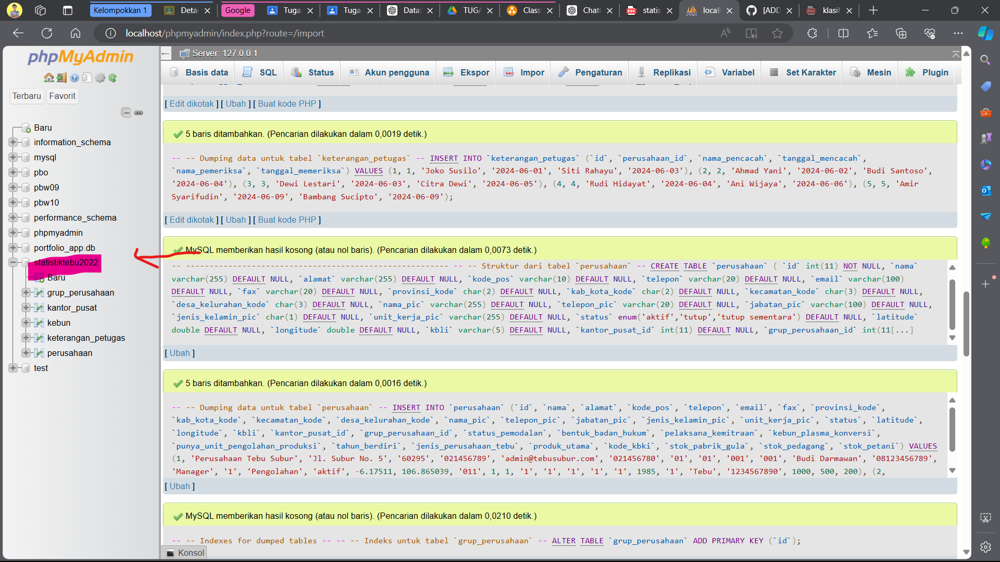 Kelompokkan 1
Detai
Google
Tuga
Tuga
Datal
TUGA
Class
Chat
statis
locall
[ADD
klasif
localhost/phpmyadmin/index.php?route=/import
phpMyAdmin
Terbaru
Favorit
Baru
information_schema
mysql
pbo
pbw09
pbw10
performance_schema
phpmyadmin
portfolio_app.db
statistiktebu2022
Baru
grup_perusahaan
kantor_pusat
kebun
keterangan_petugas
perusahaan
test
Server: 127.0.0.1
Basis data
SQL
Status
Akun pengguna
Ekspor
Impor
Pengaturan
Replikasi
Variabel
Set Karakter
Mesin
Plugin
[ Edit dikotak ] [ Ubah ] [ Buat kode PHP ]
5 baris ditambahkan. (Pencarian dilakukan dalam 0,0019 detik.)
-- -- Dumping data untuk tabel `keterangan_petugas` -- INSERT INTO `keterangan_petugas` (`id`, `perusahaan_id`, `nama_pencacah`, `tanggal_mencacah`,
`nama_pemeriksa`, `tanggal_memeriksa`) VALUES (1, 1, 'Joko Susilo', '2024-06-01', 'Siti Rahayu', '2024-06-03'), (2, 2, 'Ahmad Yani', '2024-06-02', 'Budi Santoso',
'2024-06-04'), (3, 3, 'Dewi Lestari', '2024-06-03', 'Citra Dewi', '2024-06-05'), (4, 4, 'Rudi Hidayat', '2024-06-04', 'Ani Wijaya', '2024-06-06'), (5, 5, 'Amir
Syarifudin', '2024-06-09', 'Bambang Sucipto', '2024-06-09');
[ Edit dikotak ] [ Ubah ] [ Buat kode PHP ]
MySQL memberikan hasil kosong (atau nol baris). (Pencarian dilakukan dalam 0,0073 detik.)
-- -------------------------------------------------------- -- -- Struktur dari tabel `perusahaan` -- CREATE TABLE `perusahaan` ( `id` int(11) NOT NULL, `nama`
varchar(255) DEFAULT NULL, `alamat` varchar(255) DEFAULT NULL, `kode_pos` varchar(10) DEFAULT NULL, `telepon` varchar(20) DEFAULT NULL, `email` varchar(100)
DEFAULT NULL, `fax` varchar(20) DEFAULT NULL, `provinsi_kode` char(2) DEFAULT NULL, `kab_kota_kode` char(2) DEFAULT NULL, `kecamatan_kode` char(3) DEFAULT NULL,
`desa_kelurahan_kode` char(3) DEFAULT NULL, `nama_pic` varchar(255) DEFAULT NULL, `telepon_pic` varchar(20) DEFAULT NULL, `jabatan_pic` varchar(100) DEFAULT NULL,
`jenis_kelamin_pic` char(1) DEFAULT NULL, `unit_kerja_pic` varchar(255) DEFAULT NULL, `status` enum('aktif','tutup','tutup sementara') DEFAULT NULL, `latitude`
double DEFAULT NULL, `longitude` double DEFAULT NULL, `kbli` varchar(5) DEFAULT NULL, `kantor_pusat_id` int(11) DEFAULT NULL, `grup_perusahaan_id` int(11[...]
[ Ubah ]
5 baris ditambahkan. (Pencarian dilakukan dalam 0,0016 detik.)
-- -- Dumping data untuk tabel `perusahaan` -- INSERT INTO `perusahaan` (`id`, `nama`, `alamat`, `kode_pos`, `telepon`, `email`, `fax`, `provinsi_kode`,
`kab_kota_kode`, `kecamatan_kode`, `desa_kelurahan_kode`, `nama_pic`, `telepon_pic`, `jabatan_pic`, `jenis_kelamin_pic`, `unit_kerja_pic`, `status`, `latitude`,
`longitude`, `kbli`, `kantor_pusat_id`, `grup_perusahaan_id`, `status_pemodalan`, `bentuk_badan_hukum`, `pelaksana_kemitraan`, `kebun_plasma_konversi`,
`punya_unit_pengolahan_produksi`, `tahun_berdiri`, `jenis_perusahaan_tebu`, `produk_utama`, `kode_kbki`, `stok_pabrik_gula`, `stok_pedagang`, `stok_petani`) VALUES
(1, 'Perusahaan Tebu Subur', 'Jl. Subur No. 5', '60295', '021456789', 'admin@tebusubur.com', '021456780', '01', '01', '001', '001', 'Budi Darmawan', '08123456789',
'Manager', '1', 'Pengolahan', 'aktif', -6.17511, 106.865039, '011', 1, 1, '1', '1', '1', '1', '1', 1985, '1', 'Tebu', '1234567890', 1000, 500, 200), (2,
[ Ubah ]
MySQL memberikan hasil kosong (atau nol baris). (Pencarian dilakukan dalam 0,0210 detik.)
-- -- Indexes for dumped tables -- -- -- Indeks untuk tabel `grup_perusahaan` -- ALTER TABLE `grup_perusahaan` ADD PRIMARY KEY (`id`);
Konsol